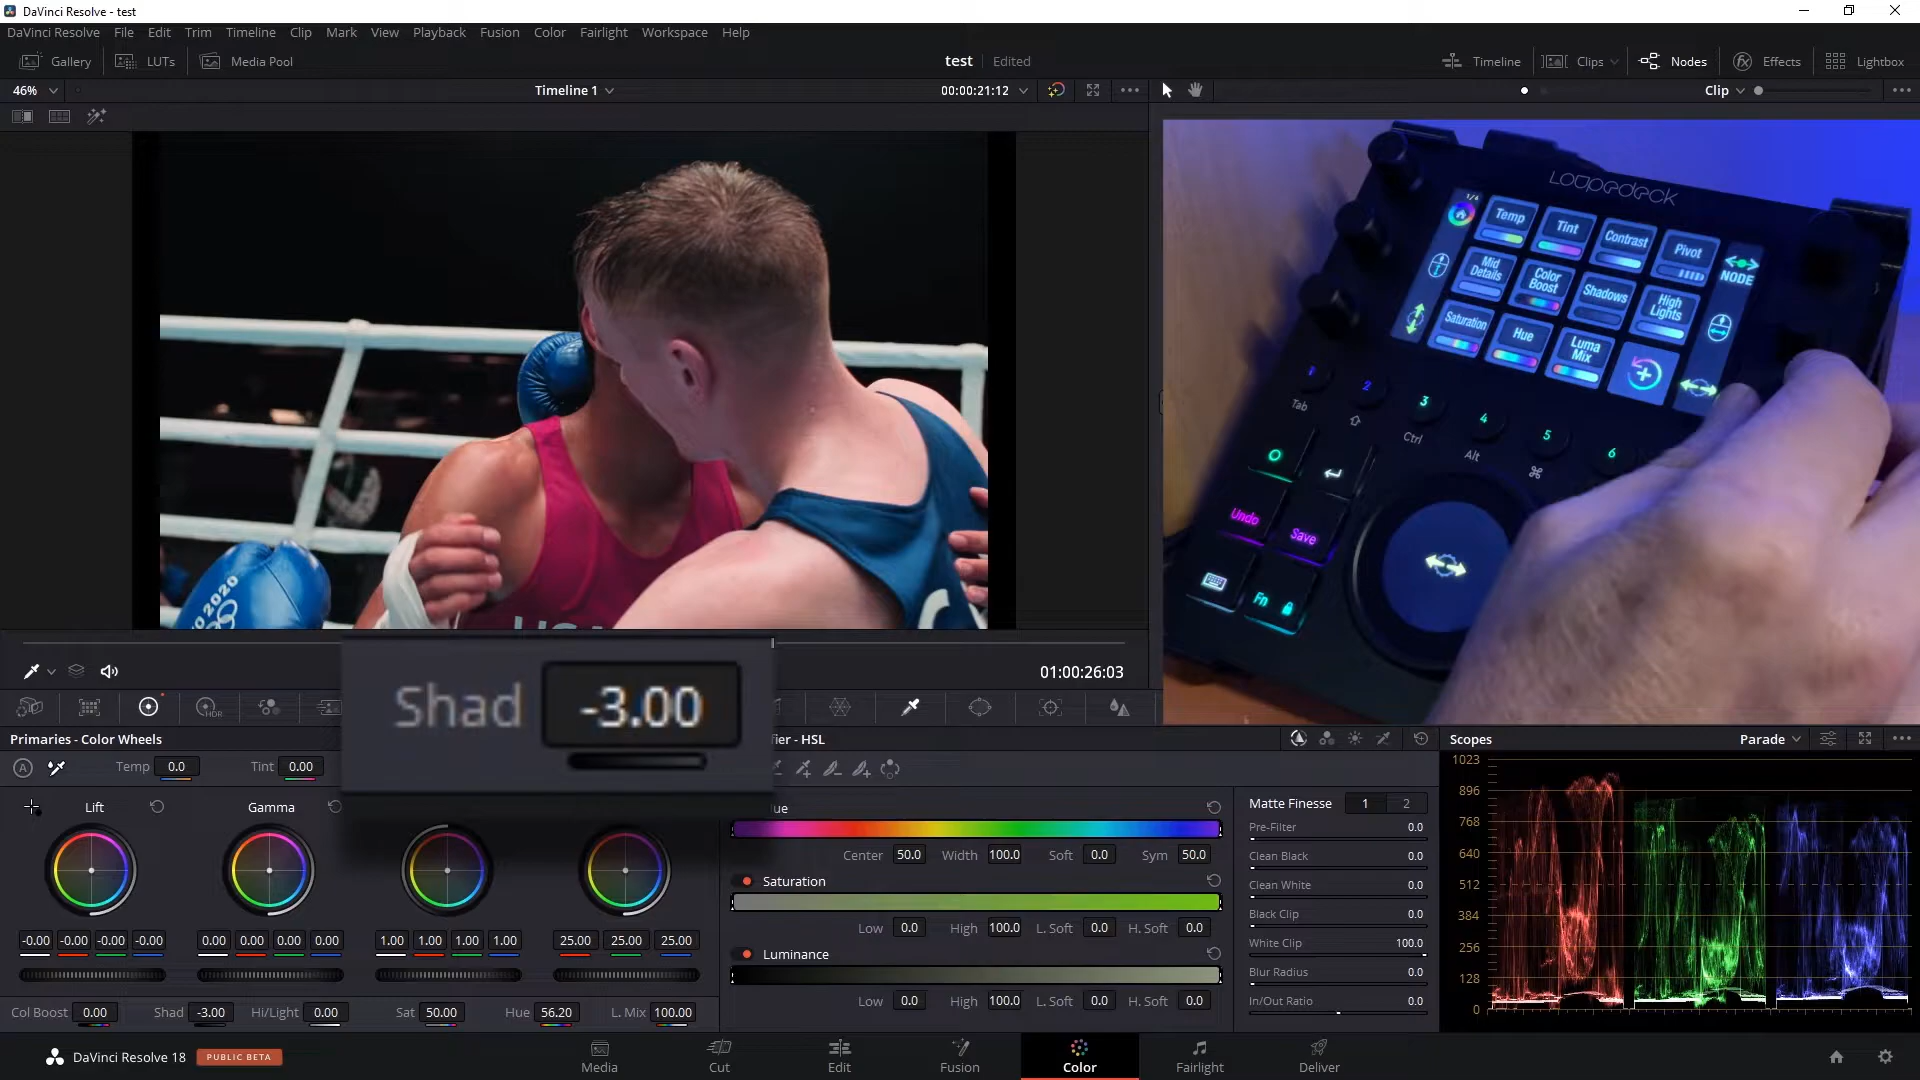 DaVinci Resolve - test
DaVinci Resolve File Edit Trim Timeline Clip Mark View Playback Fusion Color Fairlight Workspace Help
Gallery LUTs Media Pool test Edited Timeline Clips Nodes Effects Lightbox
46% Timeline 1 00:00:21:12 Clip
Loupedeck
1/4
Temp Tint Contrast Pivot
NODE
Mid Details Color Boost Shadows High Lights
Saturation Hue Luma Mix
1 2 3 4 5 6
Tab Ctrl Alt ⌘
Undo Save
Fn
2020
01:00:26:03
Shad -3.00
HDR
Primaries - Color Wheels
fier - HSL
Scopes Parade
A Temp 0.0 Tint 0.00
Lift Gamma
-0.00 -0.00 -0.00 -0.00 0.00 0.00 0.00 0.00 1.00 1.00 1.00 1.00 25.00 25.00 25.00
Col Boost 0.00 Shad -3.00 Hi/Light 0.00 Sat 50.00 Hue 56.20 L. Mix 100.00
ue
Center 50.0 Width 100.0 Soft 0.0 Sym 50.0
Saturation
Low 0.0 High 100.0 L. Soft 0.0 H. Soft 0.0
Luminance
Low 0.0 High 100.0 L. Soft 0.0 H. Soft 0.0
Matte Finesse 1 2
Pre-Filter 0.0
Clean Black 0.0
Clean White 0.0
Black Clip 0.0
White Clip 100.0
Blur Radius 0.0
In/Out Ratio 0.0
1023
896
768
640
512
384
256
128
0
DaVinci Resolve 18 PUBLIC BETA
Media Cut Edit Fusion Color Fairlight Deliver